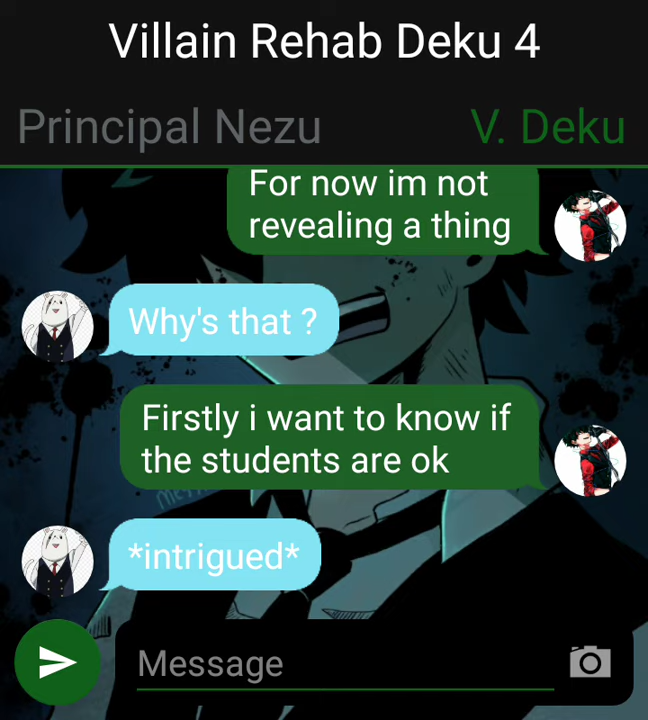 Villain Rehab Deku 4
Principal Nezu
V. Deku
For now im not
revealing a thing
Why's that ?
Firstly i want to know if
the students are ok
*intrigued*
Message